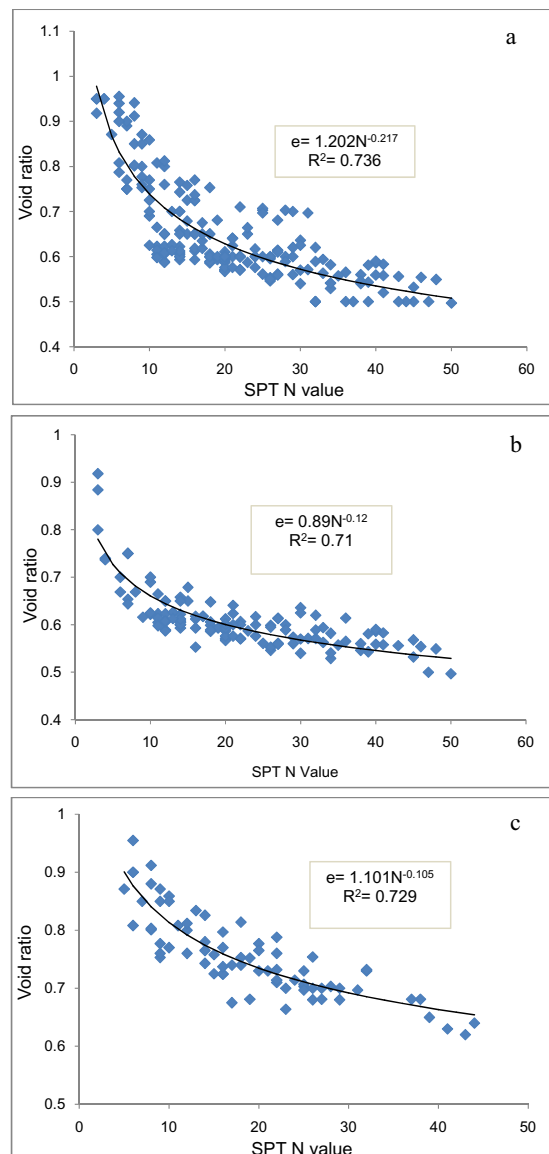 a
1.1
1
0.9
0.8
0.7
0.6
0.5
0.4
Void ratio
e= 1.202N-0.217
R2= 0.736
0 10 20 30 40 50 60
SPT N value
b
1
0.9
0.8
0.7
0.6
0.5
0.4
Void ratio
e= 0.89N-0.12
R2= 0.71
0 10 20 30 40 50 60
SPT N Value
c
1
0.9
0.8
0.7
0.6
0.5
Void ratio
e= 1.101N-0.105
R2= 0.729
0 10 20 30 40 50
SPT N value